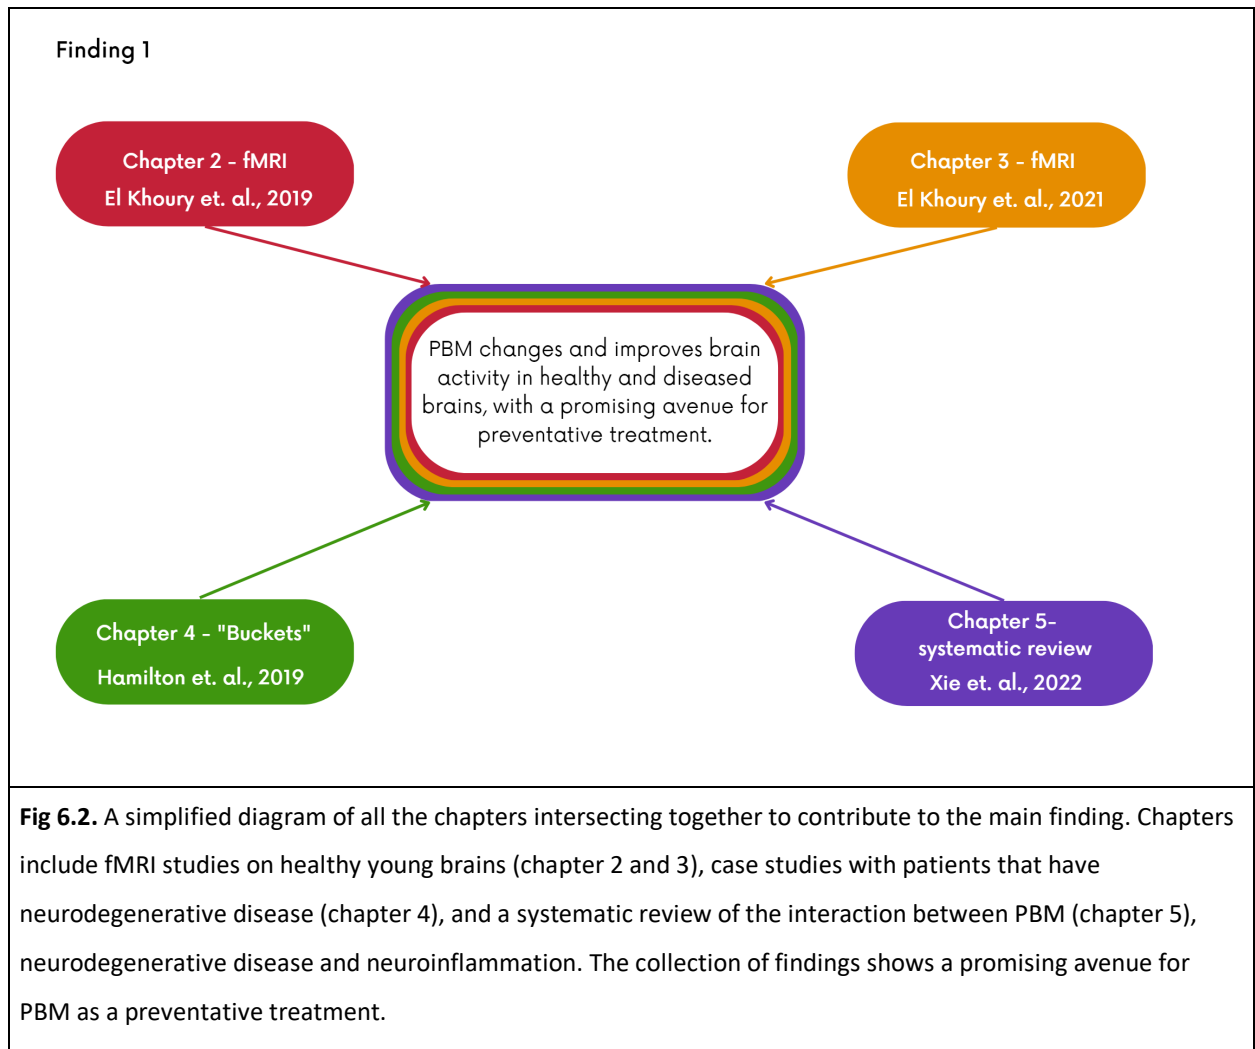 Finding 1
Chapter 2 - fMRI
El Khoury et. al., 2019
Chapter 3 - fMRI
El Khoury et. al., 2021
PBM changes and improves brain
activity in healthy and diseased
brains, with a promising avenue for
preventative treatment.
Chapter 4 - "Buckets"
Hamilton et. al., 2019
Chapter 5-
systematic review
Xie et. al., 2022
Fig 6.2. A simplified diagram of all the chapters intersecting together to contribute to the main finding. Chapters
include fMRI studies on healthy young brains (chapter 2 and 3), case studies with patients that have
neurodegenerative disease (chapter 4), and a systematic review of the interaction between PBM (chapter 5),
neurodegenerative disease and neuroinflammation. The collection of findings shows a promising avenue for
PBM as a preventative treatment.